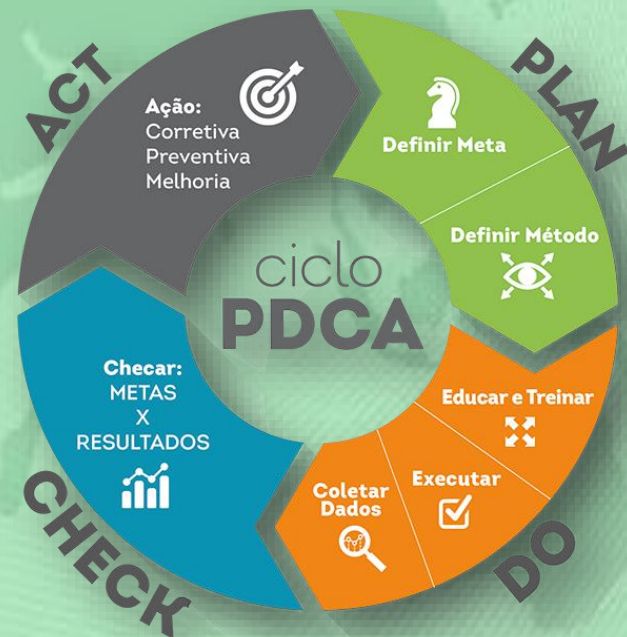 ciclo
PDCA
PLAN
Definir Meta
Definir Método
DO
Educar e Treinar
Executar
Coletar
Dados
CHECK
Checar:
METAS
X
RESULTADOS
ACT
Ação:
Corretiva
Preventiva
Melhoria